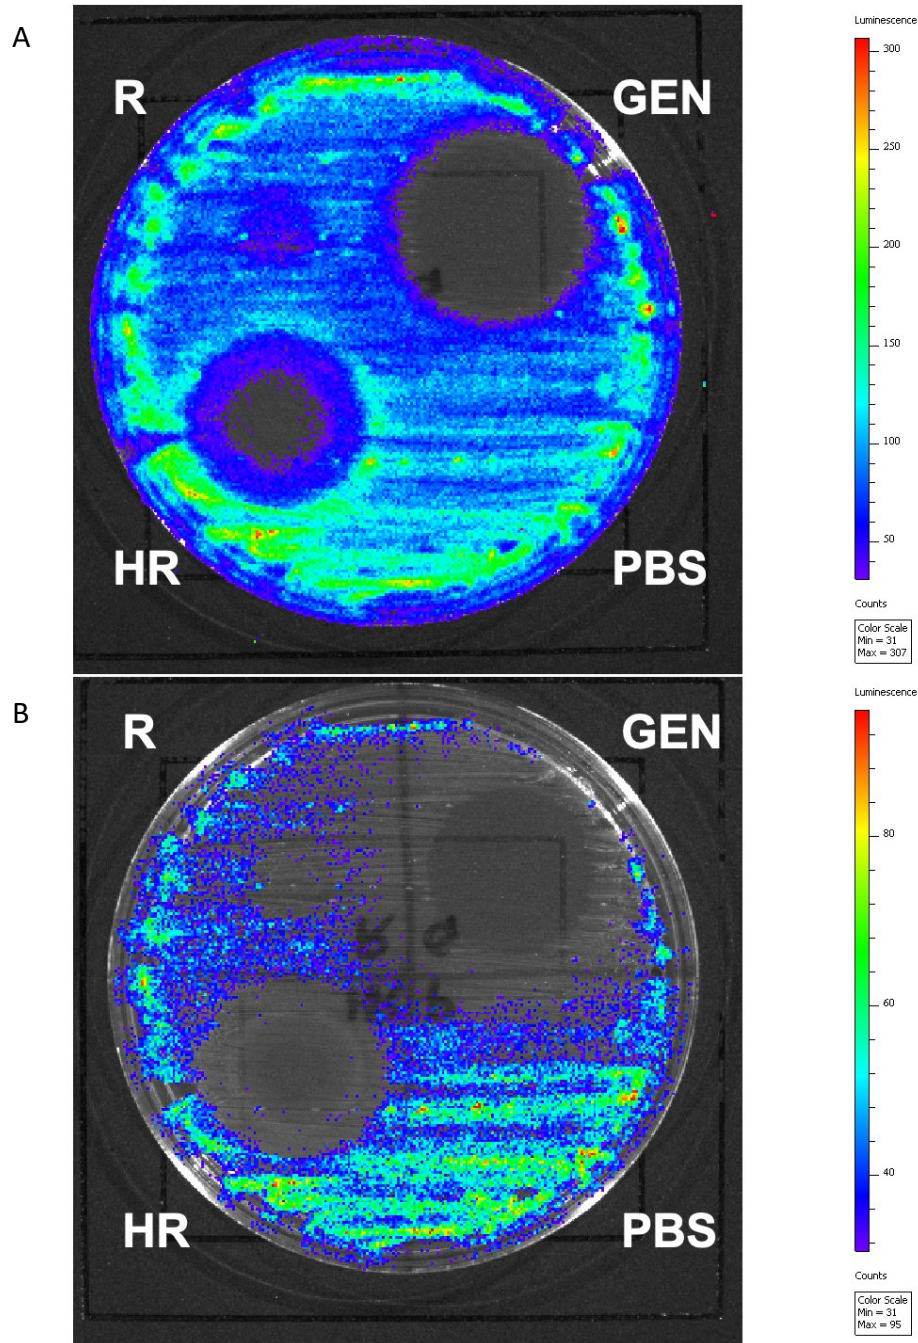 A
R
GEN
HR
PBS
Luminescence
300
250
200
150
100
50
Counts
Color Scale
Min = 31
Max = 307
B
R
GEN
HR
PBS
Luminescence
80
60
40
Counts
Color Scale
Min = 31
Max = 95